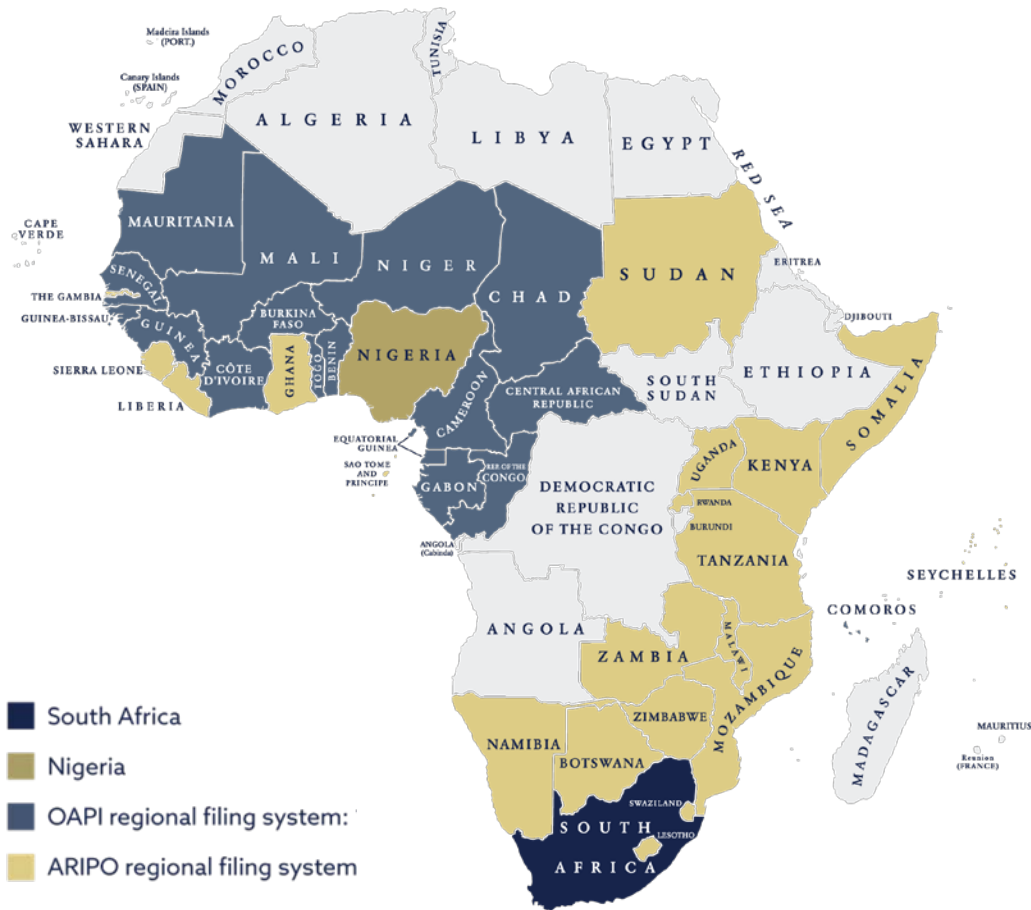 Madeira Islands
(PORT.)
MOROCCO
TUNISIA
Canary Islands
(SPAIN)
ALGERIA
LIBYA
EGYPT
WESTERN
SAHARA
RED SEA
MAURITANIA
CAPE
VERDE
MALI
NIGER
CHAD
SUDAN
ERITREA
SENEGAL
THE GAMBIA
GUINEA-BISSAU
GUINEA
BURKINA
FASO
DJIBOUTI
NIGERIA
BENIN
TOGO
GHANA
CÔTE
D'IVOIRE
SIERRA LEONE
LIBERIA
CAMEROON
CENTRAL AFRICAN
REPUBLIC
SOUTH
SUDAN
ETHIOPIA
SOMALIA
EQUATORIAL
GUINEA
SAO TOME
AND
PRINCIPE
GABON
REP. OF THE
CONGO
DEMOCRATIC
REPUBLIC
OF THE CONGO
UGANDA
KENYA
RWANDA
BURUNDI
TANZANIA
ANGOLA
(Cabinda)
SEYCHELLES
COMOROS
ANGOLA
ZAMBIA
MALAWI
MOZAMBIQUE
ZIMBABWE
NAMIBIA
BOTSWANA
MADAGASCAR
MAURITIUS
Reunion
(FRANCE)
SWAZILAND
LESOTHO
SOUTH
AFRICA
South Africa
Nigeria
OAPI regional filing system:
ARIPO regional filing system